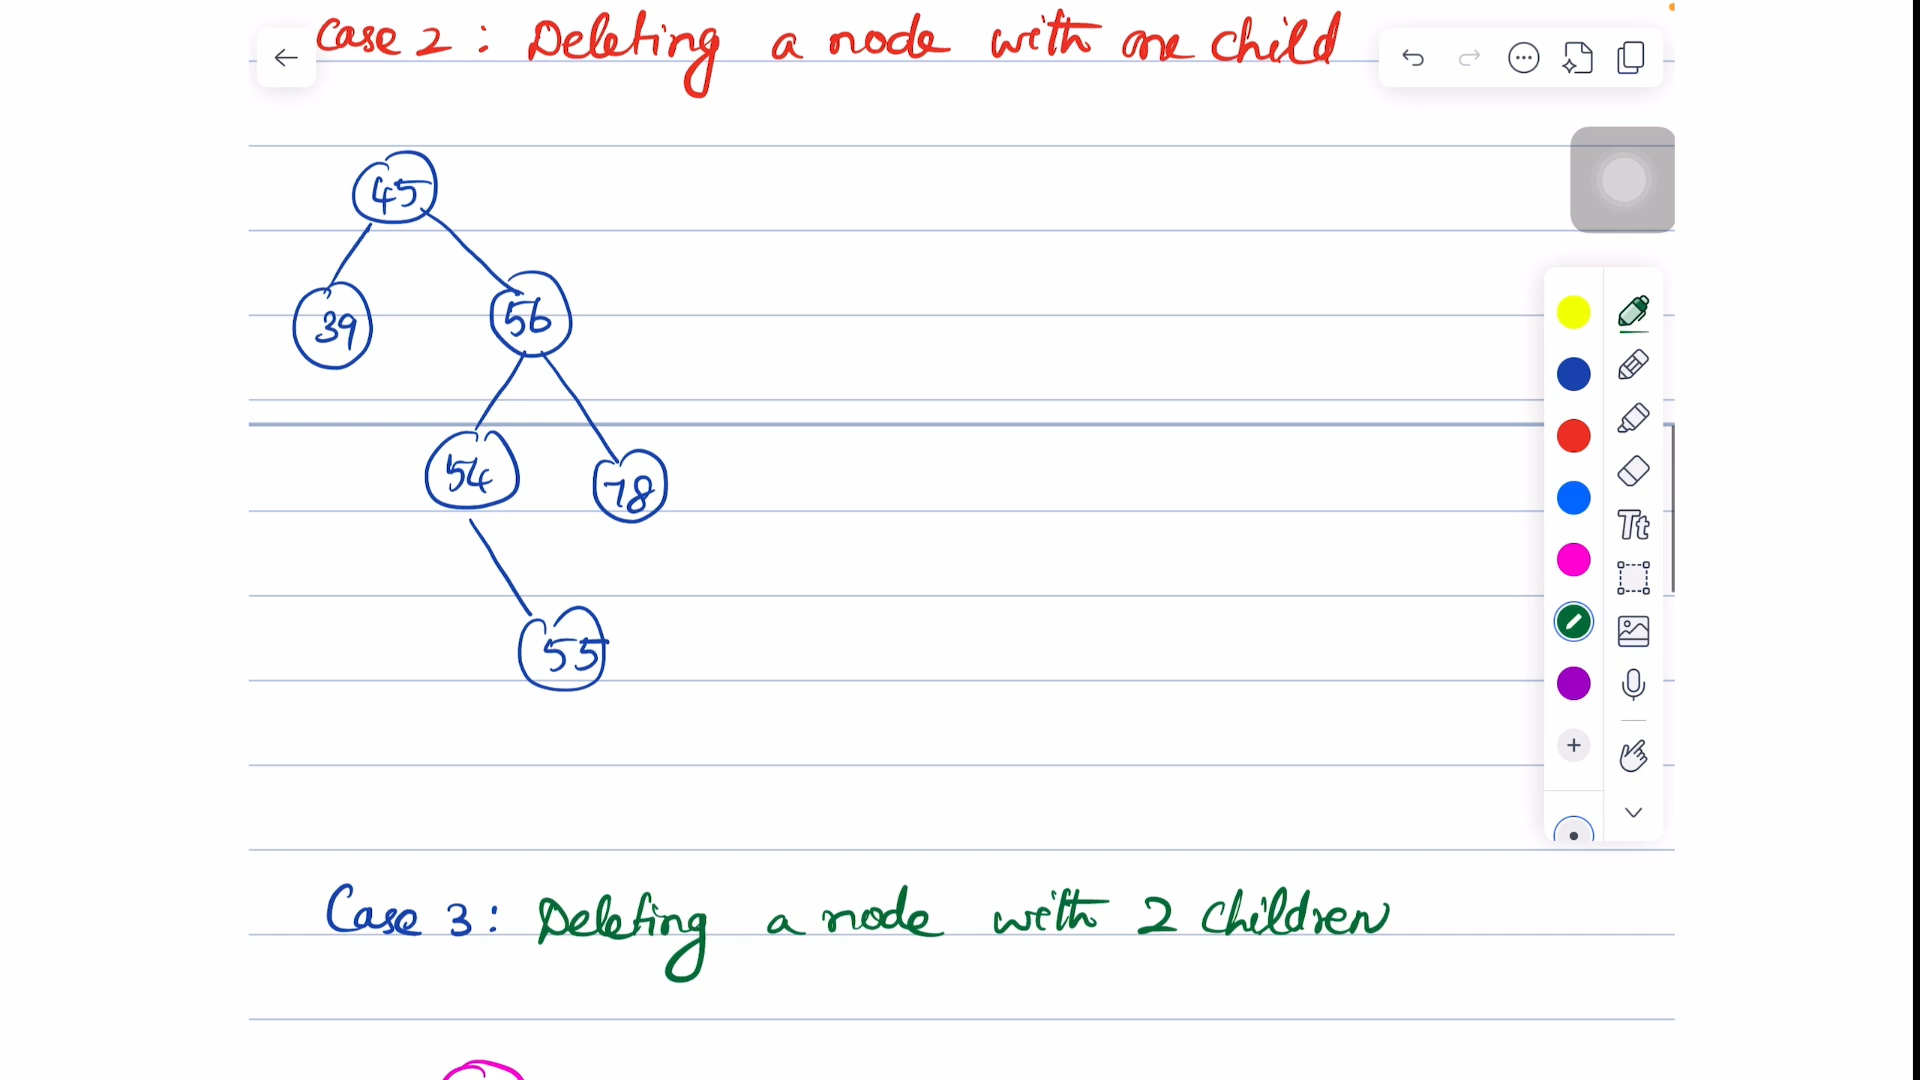 Case 2 : Deleting a node with one child
45
39
56
54
78
55
Tt
Case 3 : Deleting a node with 2 children